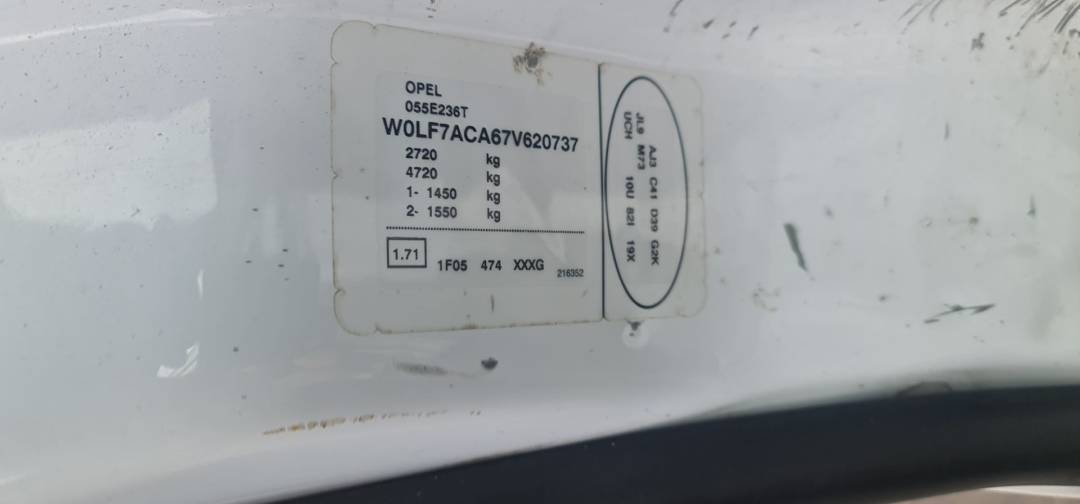 OPEL
055E236T
W0LF7ACA67V620737
2720 kg
4720 kg
1- 1450 kg
2- 1550 kg
1.71 1F05 474 XXXG 216352
AJ3 C41 D39 G2K
JL9 M73 10U 82I 19X
UCH